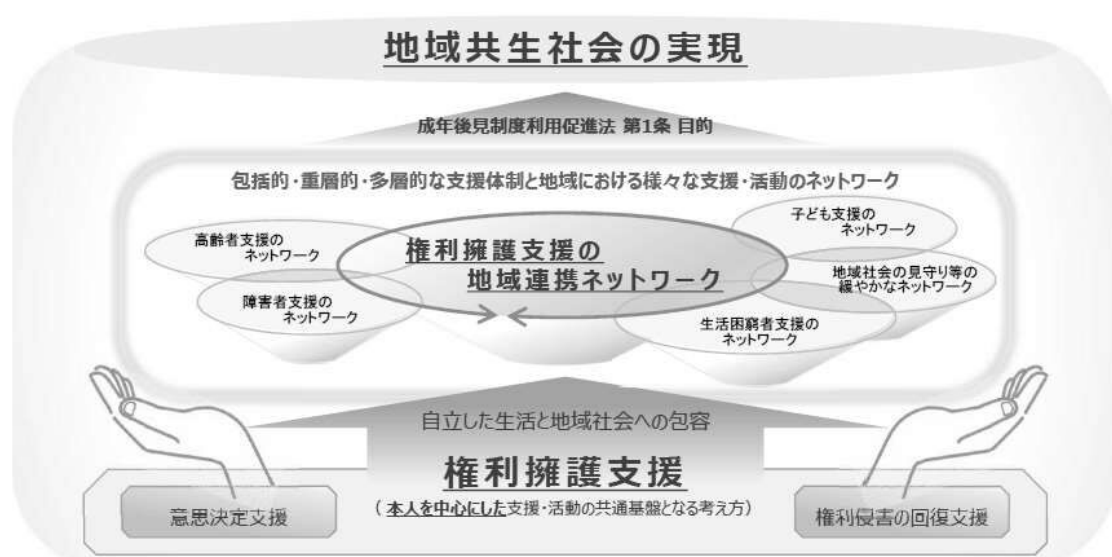 地域共生社会の実現
成年後見制度利用促進法 第1条 目的
包括的・重層的・多層的な支援体制と地域における様々な支援・活動のネットワーク
高齢者支援の
ネットワーク
障害者支援の
ネットワーク
権利擁護支援の
地域連携ネットワーク
子ども支援の
ネットワーク
地域社会の見守り等の
緩やかなネットワーク
生活困窮者支援の
ネットワーク
自立した生活と地域社会への包容
権利擁護支援
(本人を中心にした支援・活動の共通基盤となる考え方)
意思決定支援
権利侵害の回復支援